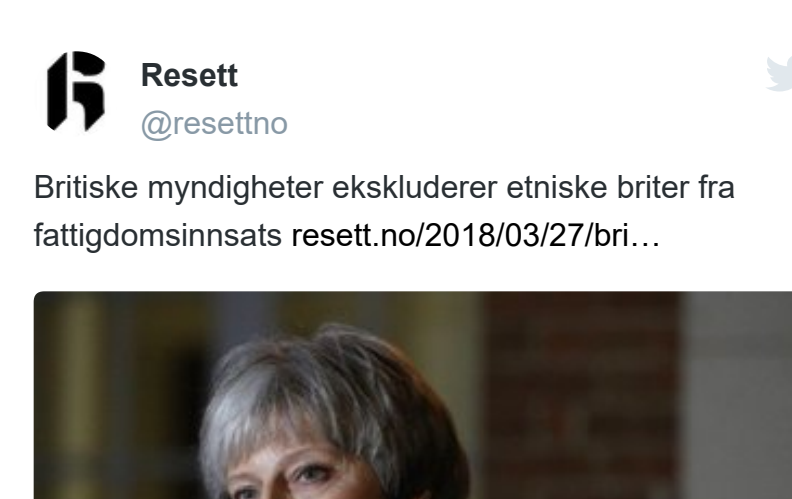 Resett
@resettno
Britiske myndigheter ekskluderer etniske briter fra
fattigdomsinnsats resett.no/2018/03/27/bri…